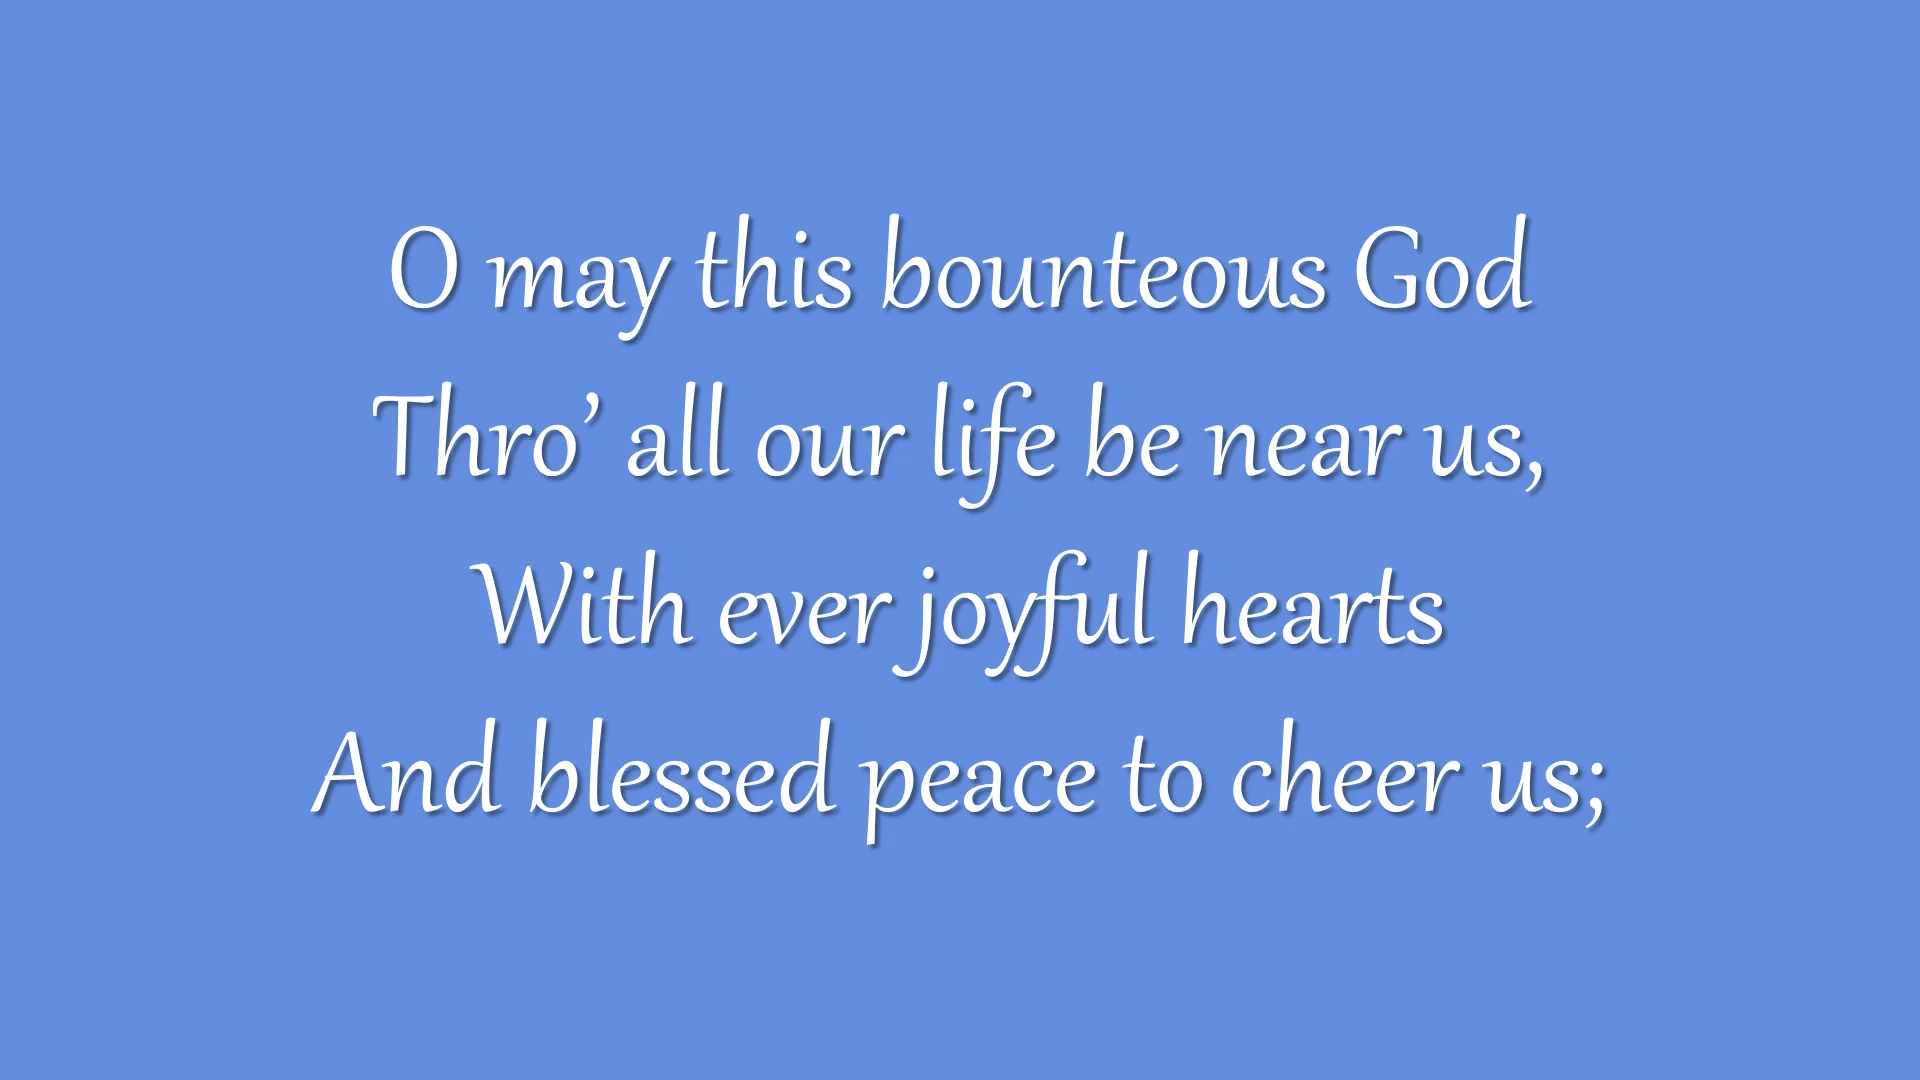 O may this bounteous God
Thro’ all our life be near us,
With ever joyful hearts
And blessed peace to cheer us;